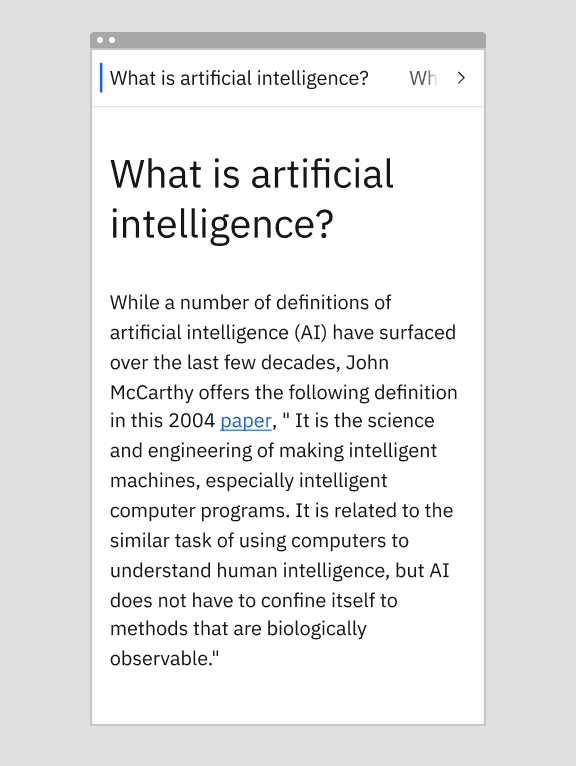 What is artificial intelligence? Wh
What is artificial
intelligence?
While a number of definitions of
artificial intelligence (AI) have surfaced
over the last few decades, John
McCarthy offers the following definition
in this 2004 paper, " It is the science
and engineering of making intelligent
machines, especially intelligent
computer programs. It is related to the
similar task of using computers to
understand human intelligence, but AI
does not have to confine itself to
methods that are biologically
observable."